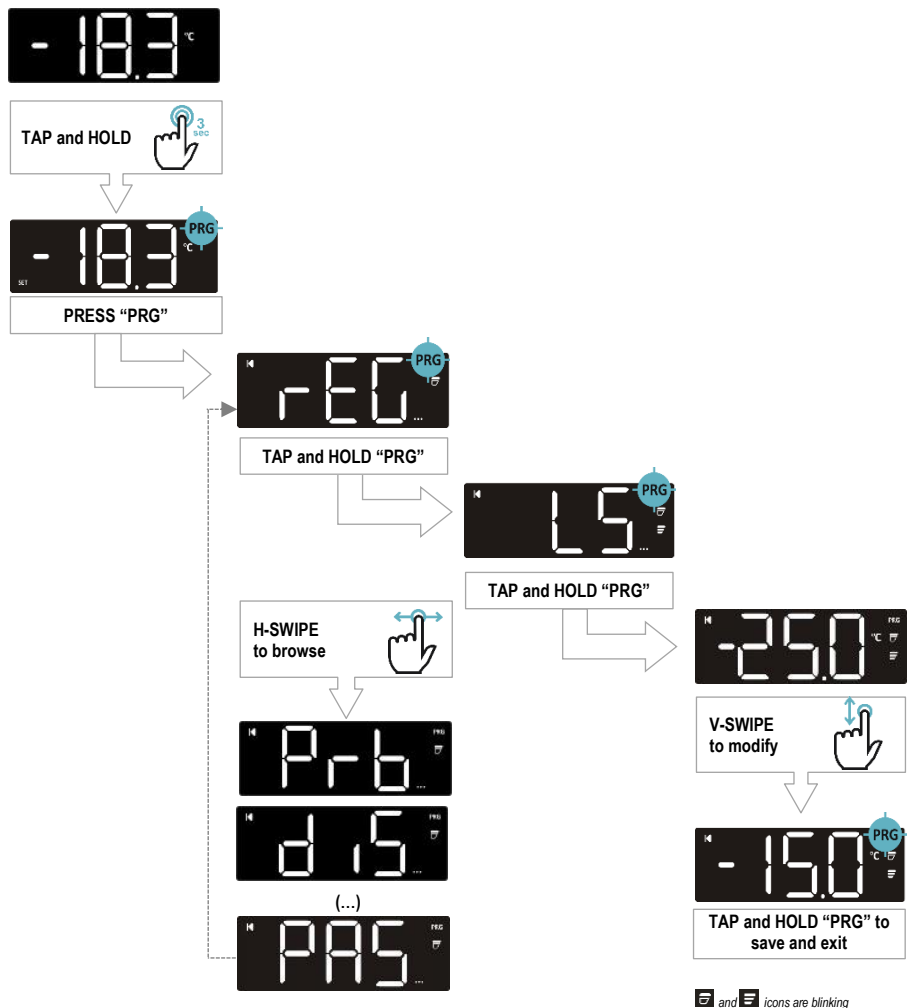 -18.3 °C
TAP and HOLD
3
sec
PRG
-18.3 °C
SET
PRESS “PRG”
PRG
rEG...
TAP and HOLD “PRG”
PRG
LS...
TAP and HOLD “PRG”
H-SWIPE
to browse
PRG
-25.0 °C
V-SWIPE
to modify
PRG
Prb...
PRG
diS...
(...)
PRG
PAS...
PRG
-15.0 °C
TAP and HOLD “PRG” to
save and exit
and icons are blinking